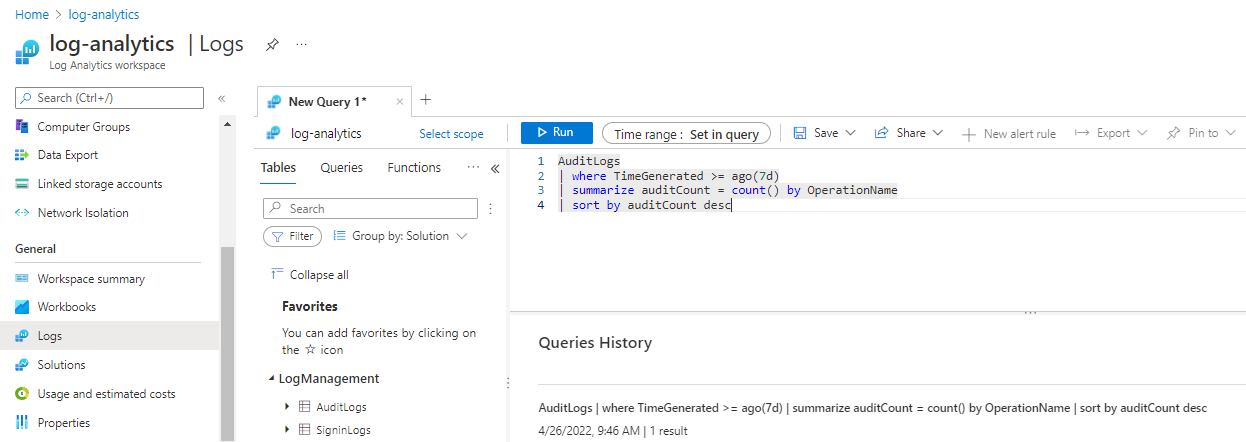 Home > log-analytics
log-analytics | Logs ...
Log Analytics workspace
Search (Ctrl+/) «
Computer Groups
Data Export
Linked storage accounts
Network Isolation
General
Workspace summary
Workbooks
Logs
Solutions
Usage and estimated costs
Properties
New Query 1* × +
log-analytics Select scope
Run Time range : Set in query Save Share New alert rule Export Pin to
Tables Queries Functions ... «
Search
Filter Group by: Solution
Collapse all
Favorites
You can add favorites by clicking on
the ☆ icon
LogManagement
AuditLogs
SigninLogs
1 AuditLogs
2 | where TimeGenerated >= ago(7d)
3 | summarize auditCount = count() by OperationName
4 | sort by auditCount desc
Queries History
AuditLogs | where TimeGenerated >= ago(7d) | summarize auditCount = count() by OperationName | sort by auditCount desc
4/26/2022, 9:46 AM | 1 result